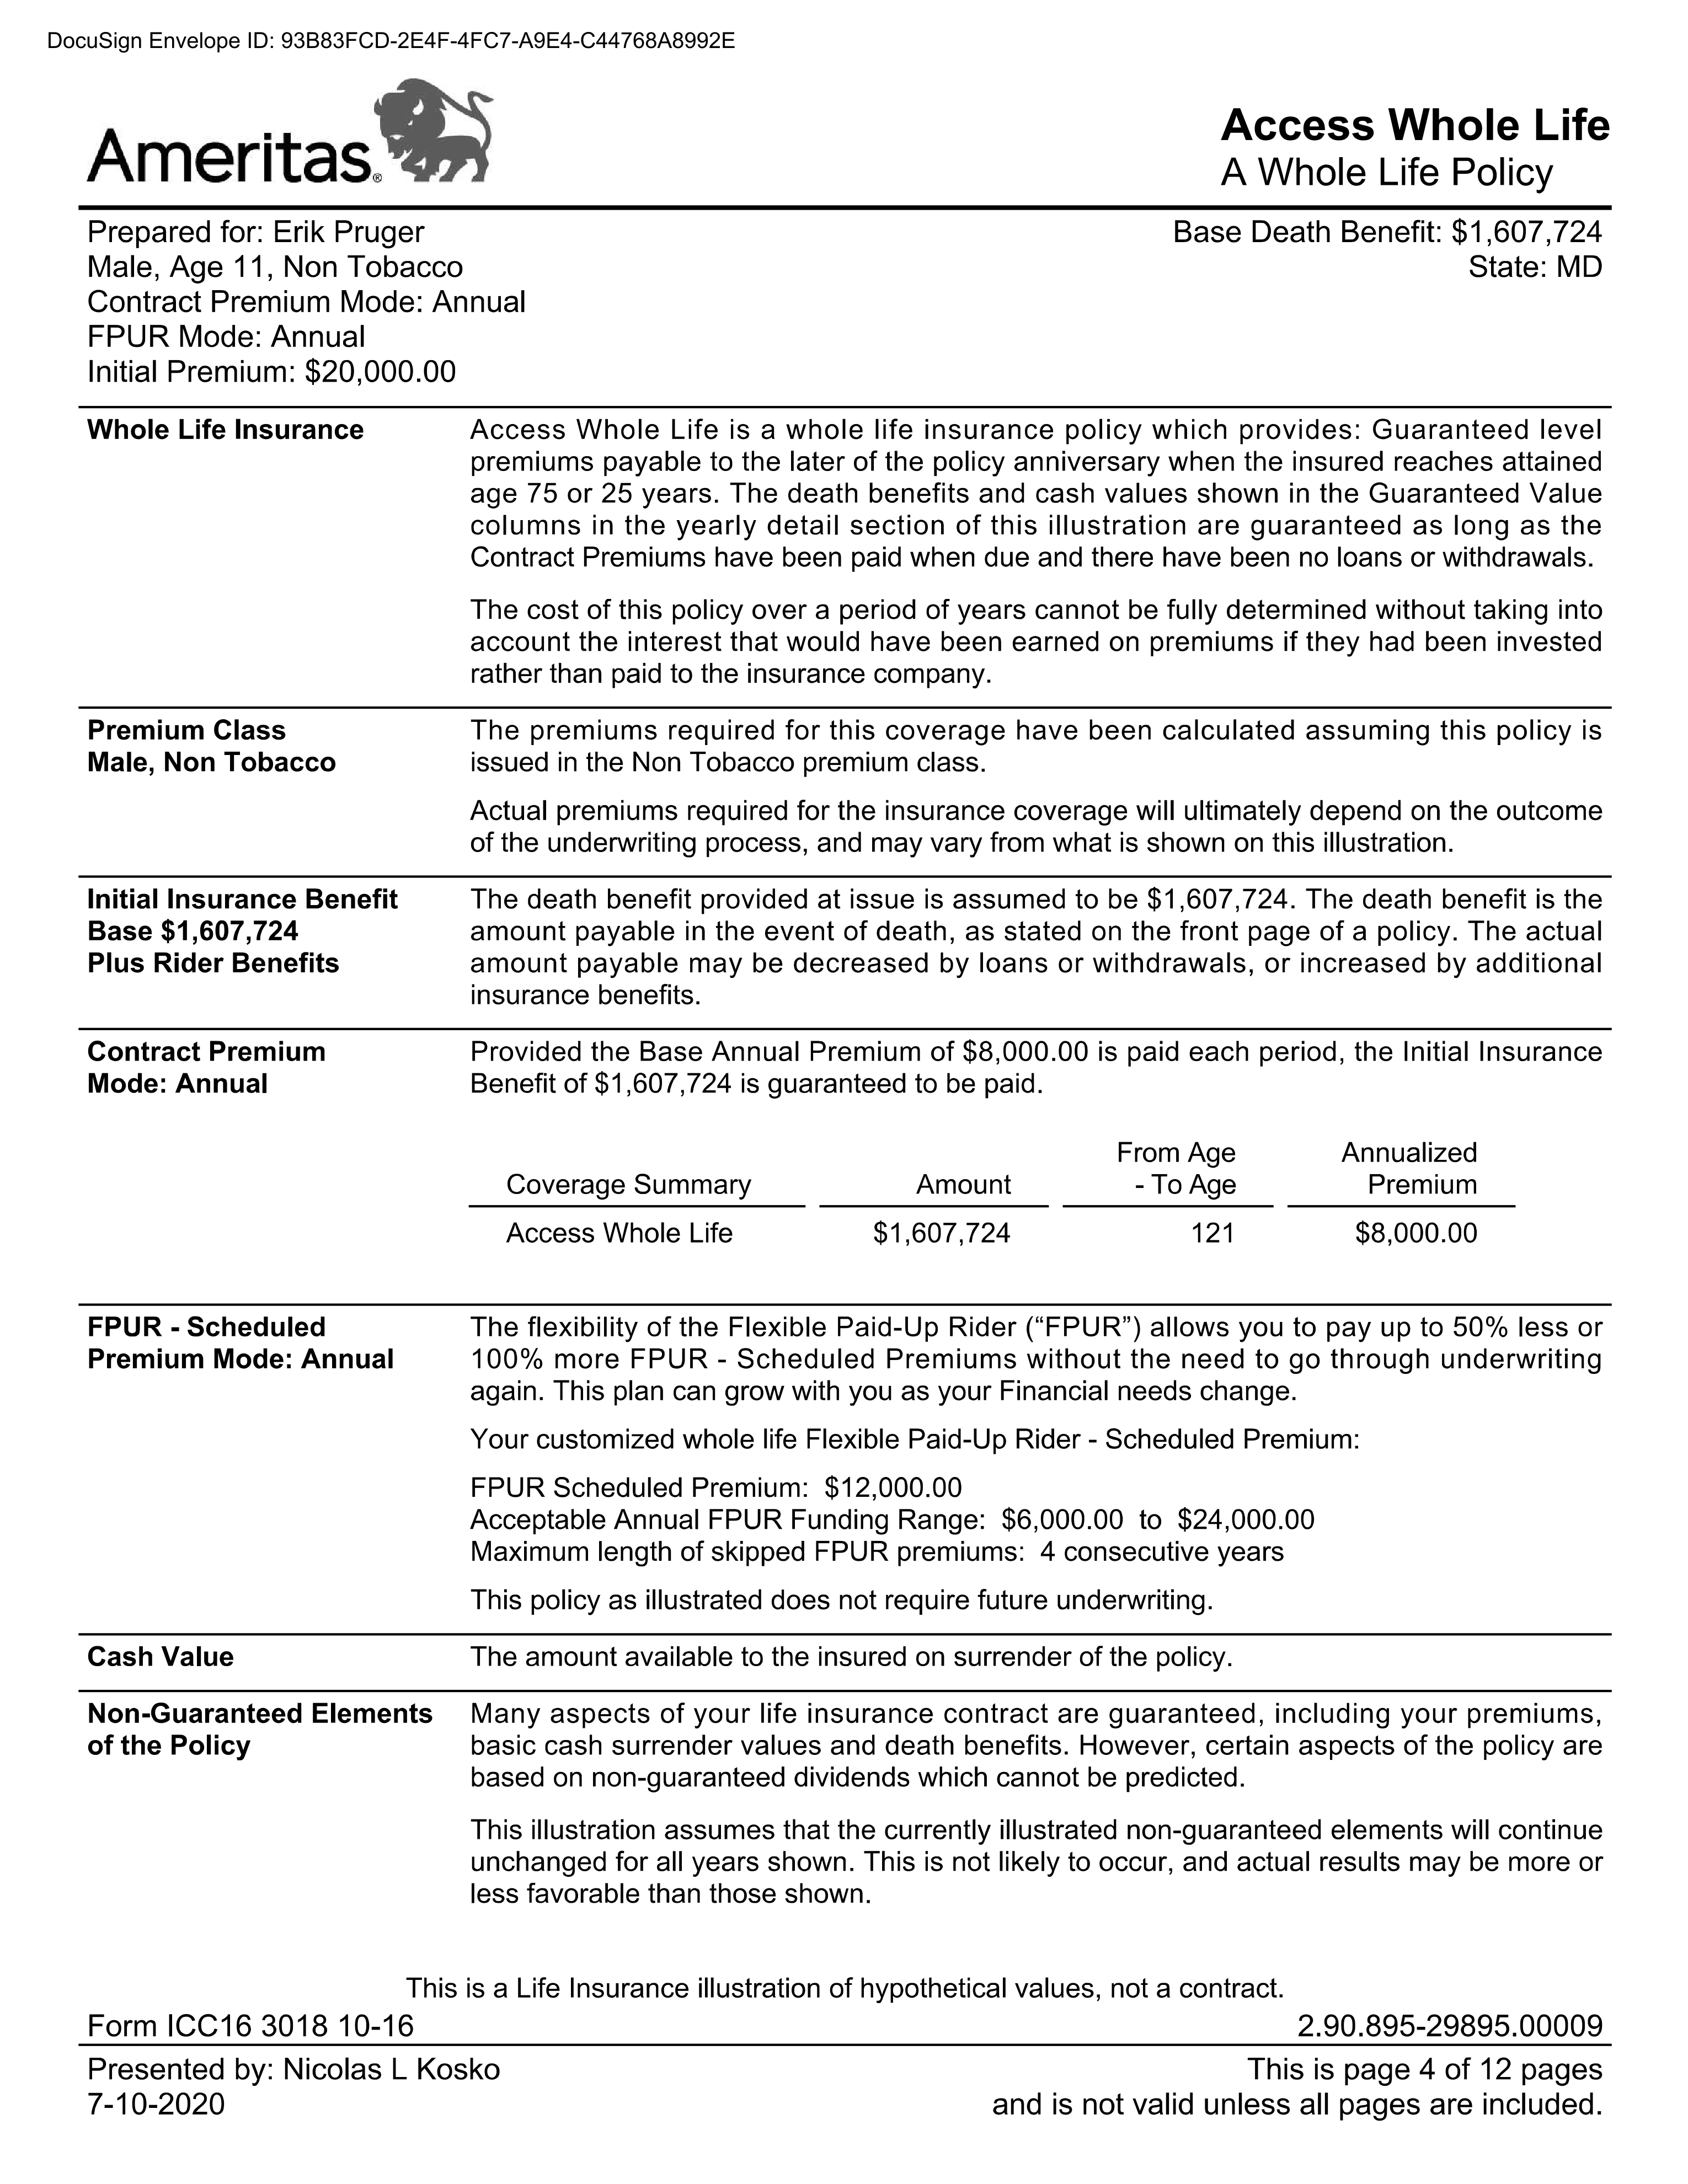 DocuSign Envelope ID: 93B83FCD-2E4F-4FC7-A9E4-C44768A8992E
Ameritas®
Access Whole Life
A Whole Life Policy
Prepared for: Erik Pruger
Male, Age 11, Non Tobacco
Contract Premium Mode: Annual
FPUR Mode: Annual
Initial Premium: $20,000.00
Base Death Benefit: $1,607,724
State: MD
Whole Life Insurance
Access Whole Life is a whole life insurance policy which provides: Guaranteed level
premiums payable to the later of the policy anniversary when the insured reaches attained
age 75 or 25 years. The death benefits and cash values shown in the Guaranteed Value
columns in the yearly detail section of this illustration are guaranteed as long as the
Contract Premiums have been paid when due and there have been no loans or withdrawals.
The cost of this policy over a period of years cannot be fully determined without taking into
account the interest that would have been earned on premiums if they had been invested
rather than paid to the insurance company.
Premium Class
Male, Non Tobacco
The premiums required for this coverage have been calculated assuming this policy is
issued in the Non Tobacco premium class.
Actual premiums required for the insurance coverage will ultimately depend on the outcome
of the underwriting process, and may vary from what is shown on this illustration.
Initial Insurance Benefit
Base $1,607,724
Plus Rider Benefits
The death benefit provided at issue is assumed to be $1,607,724. The death benefit is the
amount payable in the event of death, as stated on the front page of a policy. The actual
amount payable may be decreased by loans or withdrawals, or increased by additional
insurance benefits.
Contract Premium
Mode: Annual
Provided the Base Annual Premium of $8,000.00 is paid each period, the Initial Insurance
Benefit of $1,607,724 is guaranteed to be paid.
From Age Annualized
Coverage Summary Amount - To Age Premium
Access Whole Life $1,607,724 121 $8,000.00
FPUR - Scheduled
Premium Mode: Annual
The flexibility of the Flexible Paid-Up Rider (“FPUR”) allows you to pay up to 50% less or
100% more FPUR - Scheduled Premiums without the need to go through underwriting
again. This plan can grow with you as your Financial needs change.
Your customized whole life Flexible Paid-Up Rider - Scheduled Premium:
FPUR Scheduled Premium: $12,000.00
Acceptable Annual FPUR Funding Range: $6,000.00 to $24,000.00
Maximum length of skipped FPUR premiums: 4 consecutive years
This policy as illustrated does not require future underwriting.
Cash Value
The amount available to the insured on surrender of the policy.
Non-Guaranteed Elements
of the Policy
Many aspects of your life insurance contract are guaranteed, including your premiums,
basic cash surrender values and death benefits. However, certain aspects of the policy are
based on non-guaranteed dividends which cannot be predicted.
This illustration assumes that the currently illustrated non-guaranteed elements will continue
unchanged for all years shown. This is not likely to occur, and actual results may be more or
less favorable than those shown.
This is a Life Insurance illustration of hypothetical values, not a contract.
Form ICC16 3018 10-16
2.90.895-29895.00009
Presented by: Nicolas L Kosko
7-10-2020
This is page 4 of 12 pages
and is not valid unless all pages are included.